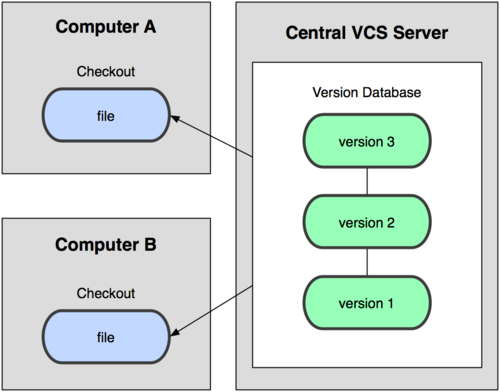 Computer A
Checkout
file
Computer B
Checkout
file
Central VCS Server
Version Database
version 3
version 2
version 1